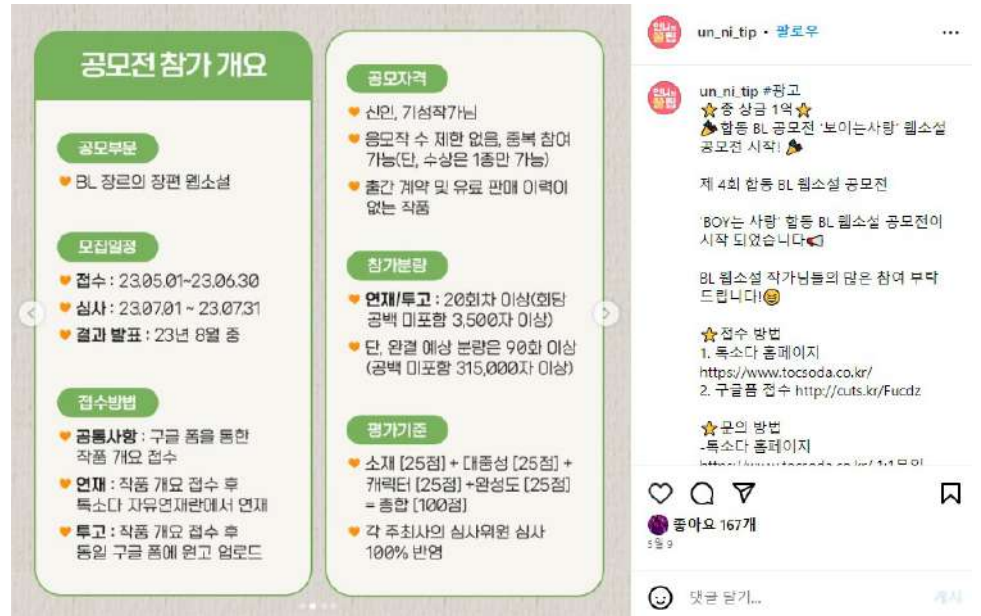 공모전 참가 개요
공모부문
BL 장르의 장편 웹소설
모집일정
접수 : 23.05.01~23.06.30
심사 : 23.07.01 ~ 23.07.31
결과 발표 : 23년 8월 중
접수방법
공통사항 : 구글 폼을 통한
작품 개요 접수
연재 : 작품 개요 접수 후
톡소다 자유연재란에서 연재
투고 : 작품 개요 접수 후
동일 구글 폼에 원고 업로드
공모자격
신인, 기성작가님
응모작 수 제한 없음, 중복 참여
가능(단, 수상은 1종만 가능)
출간 계약 및 유료 판매 이력이
없는 작품
참가분량
연재/투고 : 20회차 이상(회당
공백 미포함 3,500자 이상)
단, 완결 예상 분량은 90화 이상
(공백 미포함 315,000자 이상)
평가기준
소재 [25점] + 대중성 [25점] +
캐릭터 [25점] +완성도 [25점]
= 종합 [100점]
각 주최사의 심사위원 심사
100% 반영
언니의
꿀팁
un_ni_tip • 팔로우
언니의
꿀팁
un_ni_tip #광고
⭐총 상금 1억⭐
🎉합동 BL 공모전 '보이는사랑' 웹소설
공모전 시작! 🎉
제 4회 합동 BL 웹소설 공모전
'BOY는 사랑' 합동 BL 웹소설 공모전이
시작 되었습니다📢
BL 웹소설 작가님들의 많은 참여 부탁
드립니다!😆
⭐접수 방법
1. 톡소다 홈페이지
https://www.tocsoda.co.kr/
2. 구글폼 접수 http://cuts.kr/Fucdz
⭐문의 방법
-톡소다 홈페이지
https://www.tocsoda.co.kr/ 1:1문의
좋아요 167개
5월 9
댓글 달기...
게시